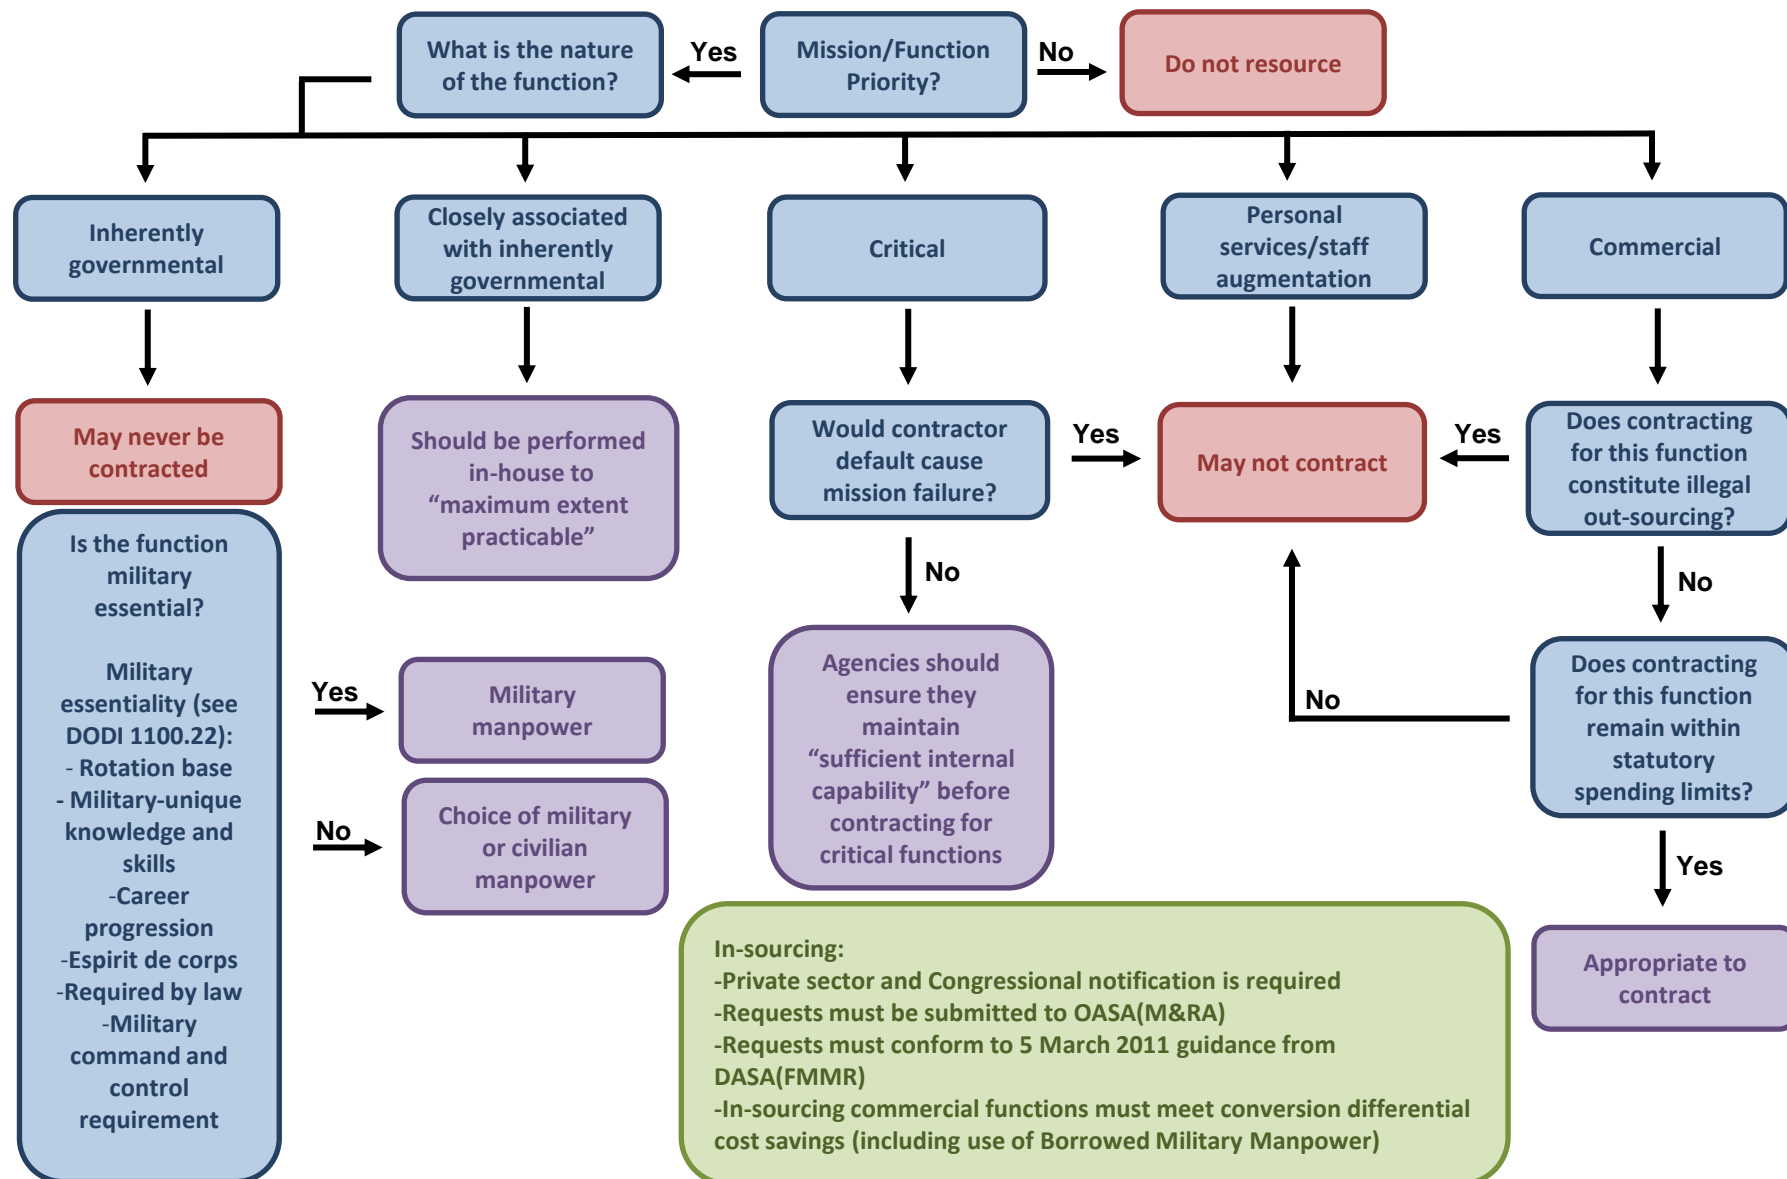 What is the nature
of the function?
Yes
Mission/Function
Priority?
No
Do not resource
Inherently
governmental
Closely associated
with inherently
governmental
Critical
Personal
services/staff
augmentation
Commercial
May never be
contracted
Should be performed
in-house to
“maximum extent
practicable”
Would contractor
default cause
mission failure?
Yes
May not contract
Yes
Does contracting
for this function
constitute illegal
out-sourcing?
Is the function
military
essential?
Military
essentiality (see
DODI 1100.22):
- Rotation base
- Military-unique
knowledge and
skills
-Career
progression
-Espirit de corps
-Required by law
-Military
command and
control
requirement
Yes
Military
manpower
No
Choice of military
or civilian
manpower
No
Agencies should
ensure they
maintain
“sufficient internal
capability” before
contracting for
critical functions
No
No
Does contracting
for this function
remain within
statutory
spending limits?
Yes
Appropriate to
contract
In-sourcing:
-Private sector and Congressional notification is required
-Requests must be submitted to OASA(M&RA)
-Requests must conform to 5 March 2011 guidance from
DASA(FMMR)
-In-sourcing commercial functions must meet conversion differential
cost savings (including use of Borrowed Military Manpower)